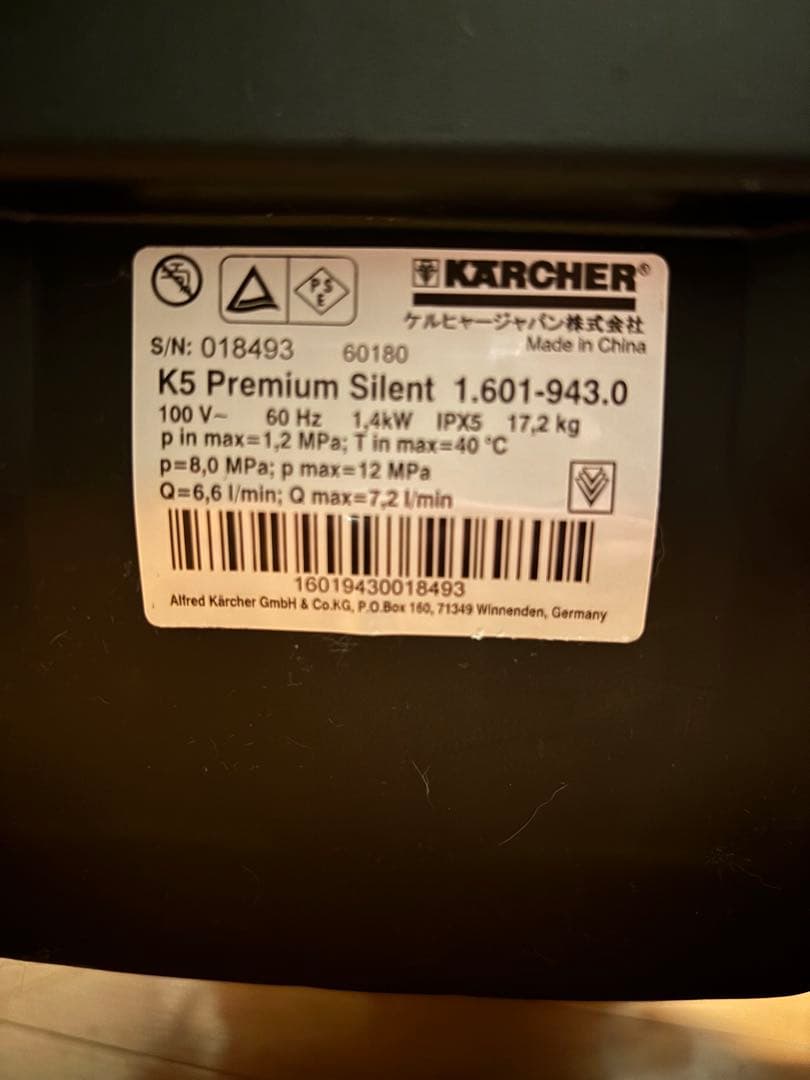 PSE
KÄRCHER®
ケルヒャージャパン株式会社
S/N: 018493 60180 Made in China
K5 Premium Silent 1.601-943.0
100 V~ 60 Hz 1,4kW IPX5 17,2 kg
p in max=1,2 MPa; T in max=40 °C
p=8,0 MPa; p max=12 MPa
Q=6,6 l/min; Q max=7,2 l/min
16019430018493
Alfred Kärcher GmbH & Co.KG, P.O.Box 160, 71349 Winnenden, Germany